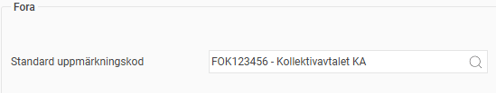 Fora
Standard uppmärkningskod
FOK123456 - Kollektivavtalet KA